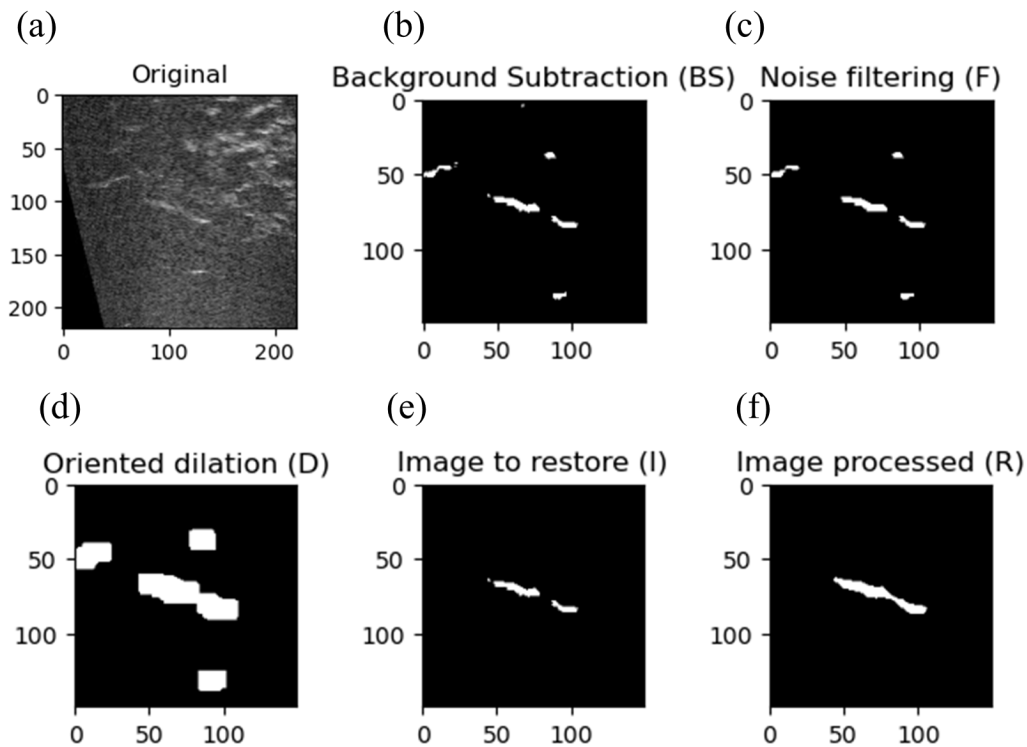 (a) (b) (c)
Original Background Subtraction (BS) Noise filtering (F)
0 0 0
50 50 50
100 100 100
150
200
0 100 200 0 50 100 0 50 100
(d) (e) (f)
Oriented dilation (D) Image to restore (I) Image processed (R)
0 0 0
50 50 50
100 100 100
0 50 100 0 50 100 0 50 100